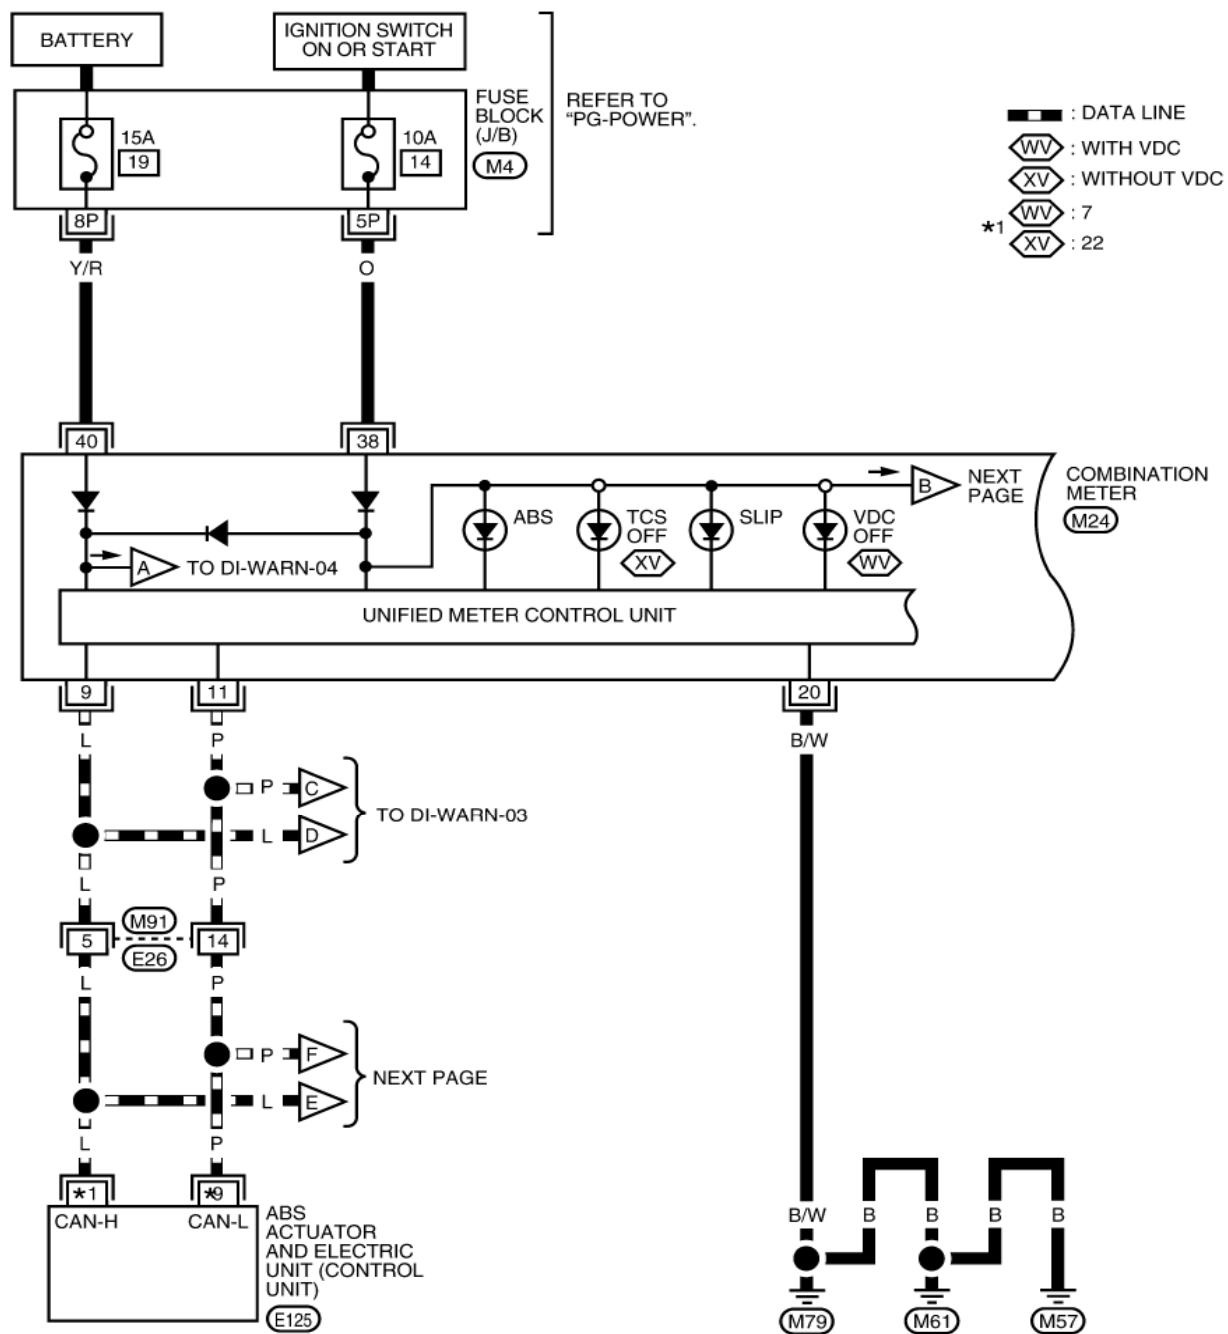 BATTERY
IGNITION SWITCH
ON OR START
FUSE
BLOCK
(J/B)
M4
REFER TO
“PG-POWER”.
15A
19
10A
14
8P
5P
: DATA LINE
WV : WITH VDC
XV : WITHOUT VDC
*1
WV : 7
XV : 22
Y/R
O
40
38
ABS
TCS
OFF
XV
SLIP
VDC
OFF
WV
B
NEXT
PAGE
COMBINATION
METER
M24
A
TO DI-WARN-04
UNIFIED METER CONTROL UNIT
9
11
20
L
P
B/W
P
C
L
D
TO DI-WARN-03
L
P
M91
5
14
E26
L
P
P
F
L
E
NEXT PAGE
L
P
*1
*9
CAN-H
CAN-L
ABS
ACTUATOR
AND ELECTRIC
UNIT (CONTROL
UNIT)
E125
B/W
B
B
B
B
M79
M61
M57